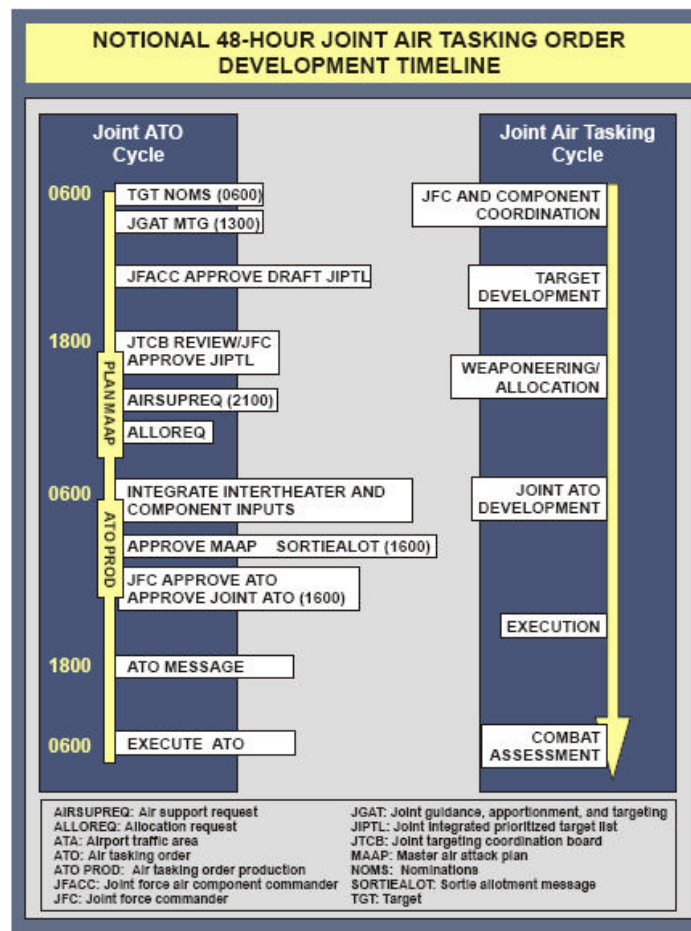 NOTIONAL 48-HOUR JOINT AIR TASKING ORDER
DEVELOPMENT TIMELINE
Joint ATO
Cycle
0600
TGT NOMS (0600)
JGAT MTG (1300)
JFACC APPROVE DRAFT JIPTL
1800
JTCB REVIEW/JFC
APPROVE JIPTL
PLAN MAAP
AIRSUPREQ (2100)
ALLOREQ
0600
INTEGRATE INTERTHEATER AND
COMPONENT INPUTS
ATO PROD
APPROVE MAAP SORTIEALOT (1600)
JFC APPROVE ATO
APPROVE JOINT ATO (1600)
1800
ATO MESSAGE
0600
EXECUTE ATO
Joint Air Tasking
Cycle
JFC AND COMPONENT
COORDINATION
TARGET
DEVELOPMENT
WEAPONEERING/
ALLOCATION
JOINT ATO
DEVELOPMENT
EXECUTION
COMBAT
ASSESSMENT
AIRSUPREQ: Air support request
ALLOREQ: Allocation request
ATA: Airport traffic area
ATO: Air tasking order
ATO PROD: Air tasking order production
JFACC: Joint force air component commander
JFC: Joint force commander
JGAT: Joint guidance, apportionment, and targeting
JIPTL: Joint integrated prioritized target list
JTCB: Joint targeting coordination board
MAAP: Master air attack plan
NOMS: Nominations
SORTIEALOT: Sortie allotment message
TGT: Target